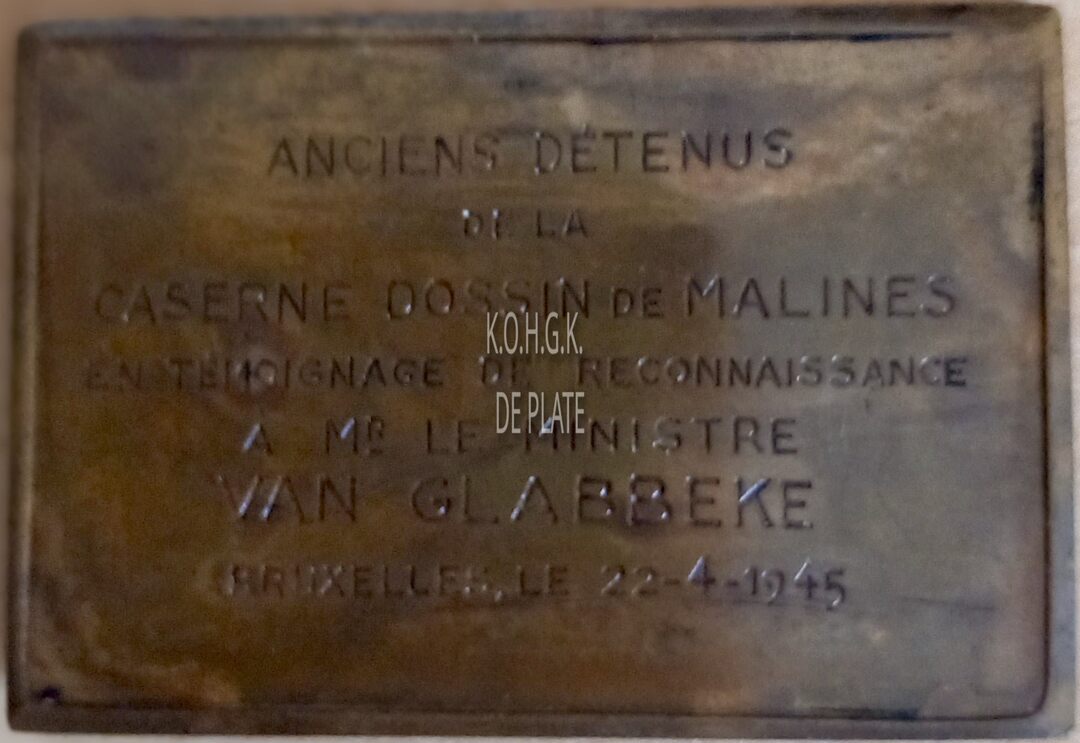 ANCIENS DÉTENUS
DE LA
CASERNE DOSSIN DE MALINES
K.O.H.G.K.
EN TÉMOIGNAGE DE RECONNAISSANCE
DE PLATE
A MR LE MINISTRE
VAN GLABBEKE
BRUXELLES, LE 22-4-1945